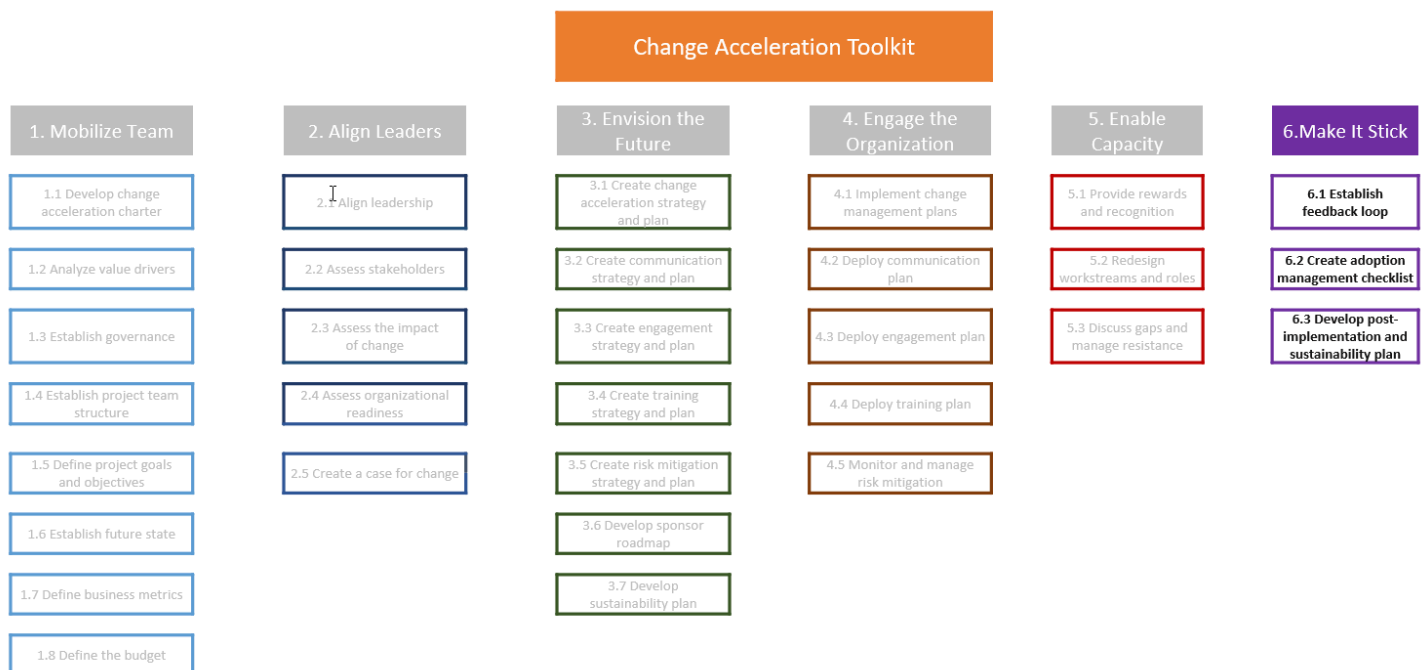 Change Acceleration Toolkit
1. Mobilize Team
1.1 Develop change
acceleration charter
1.2 Analyze value drivers
1.3 Establish governance
1.4 Establish project team
structure
1.5 Define project goals
and objectives
1.6 Establish future state
1.7 Define business metrics
1.8 Define the budget
2. Align Leaders
2.1 Align leadership
2.2 Assess stakeholders
2.3 Assess the impact
of change
2.4 Assess organizational
readiness
2.5 Create a case for change
3. Envision the
Future
3.1 Create change
acceleration strategy
and plan
3.2 Create communication
strategy and plan
3.3 Create engagement
strategy and plan
3.4 Create training
strategy and plan
3.5 Create risk mitigation
strategy and plan
3.6 Develop sponsor
roadmap
3.7 Develop
sustainability plan
4. Engage the
Organization
4.1 Implement change
management plans
4.2 Deploy communication
plan
4.3 Deploy engagement plan
4.4 Deploy training plan
4.5 Monitor and manage
risk mitigation
5. Enable
Capacity
5.1 Provide rewards
and recognition
5.2 Redesign
workstreams and roles
5.3 Discuss gaps and
manage resistance
6.Make It Stick
6.1 Establish
feedback loop
6.2 Create adoption
management checklist
6.3 Develop post-
implementation and
sustainability plan